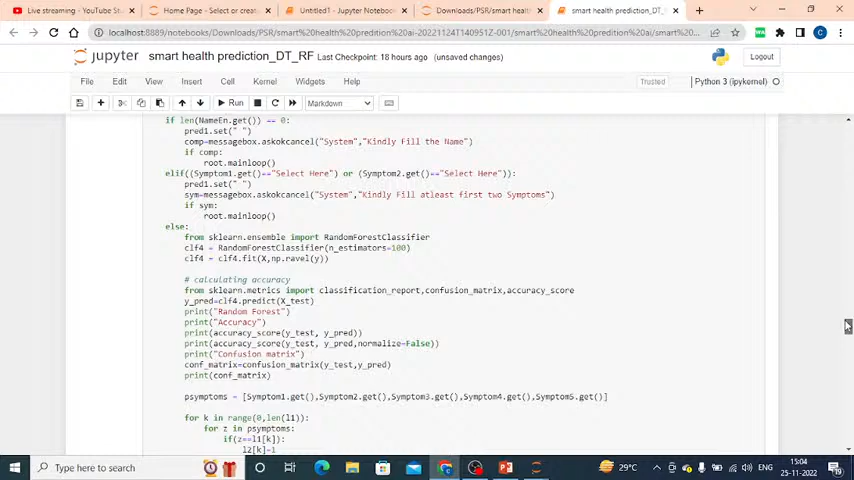 Live streaming - YouTube St
Home Page - Select or create
Untitled1 - Jupyter Notebook
Downloads/PSR/smart health
smart health prediction_DT_R
localhost:8889/notebooks/Downloads/PSR/smart%20health%20predition%20ai-20221124T140951Z-001/smart%20health%20predition%20ai/smart%20health%20predition%20ai/sm...
jupyter smart health prediction_DT_RF Last Checkpoint: 18 hours ago (unsaved changes)
Logout
File Edit View Insert Cell Kernel Widgets Help
Trusted
Python 3 (ipykernel)
Run
Markdown
if len(NameEn.get()) == 0:
pred1.set(" ")
comp=messagebox.askokcancel("System","Kindly Fill the Name")
if comp:
root.mainloop()
elif((Symptom1.get()=="Select Here") or (Symptom2.get()=="Select Here")):
pred1.set(" ")
sym=messagebox.askokcancel("System","Kindly Fill atleast first two Symptoms")
if sym:
root.mainloop()
else:
from sklearn.ensemble import RandomForestClassifier
clf4 = RandomForestClassifier(n_estimators=100)
clf4 = clf4.fit(X,np.ravel(y))
# calculating accuracy
from sklearn.metrics import classification_report,confusion_matrix,accuracy_score
y_pred=clf4.predict(X_test)
print("Random Forest")
print("Accuracy")
print(accuracy_score(y_test, y_pred))
print(accuracy_score(y_test, y_pred,normalize=False))
print("Confusion matrix")
conf_matrix=confusion_matrix(y_test,y_pred)
print(conf_matrix)
psymptoms = [Symptom1.get(),Symptom2.get(),Symptom3.get(),Symptom4.get(),Symptom5.get()]
for k in range(0,len(l1)):
for z in psymptoms:
if(z==l1[k]):
l2[k]=1
Type here to search
29°C
ENG
15:04
25-11-2022